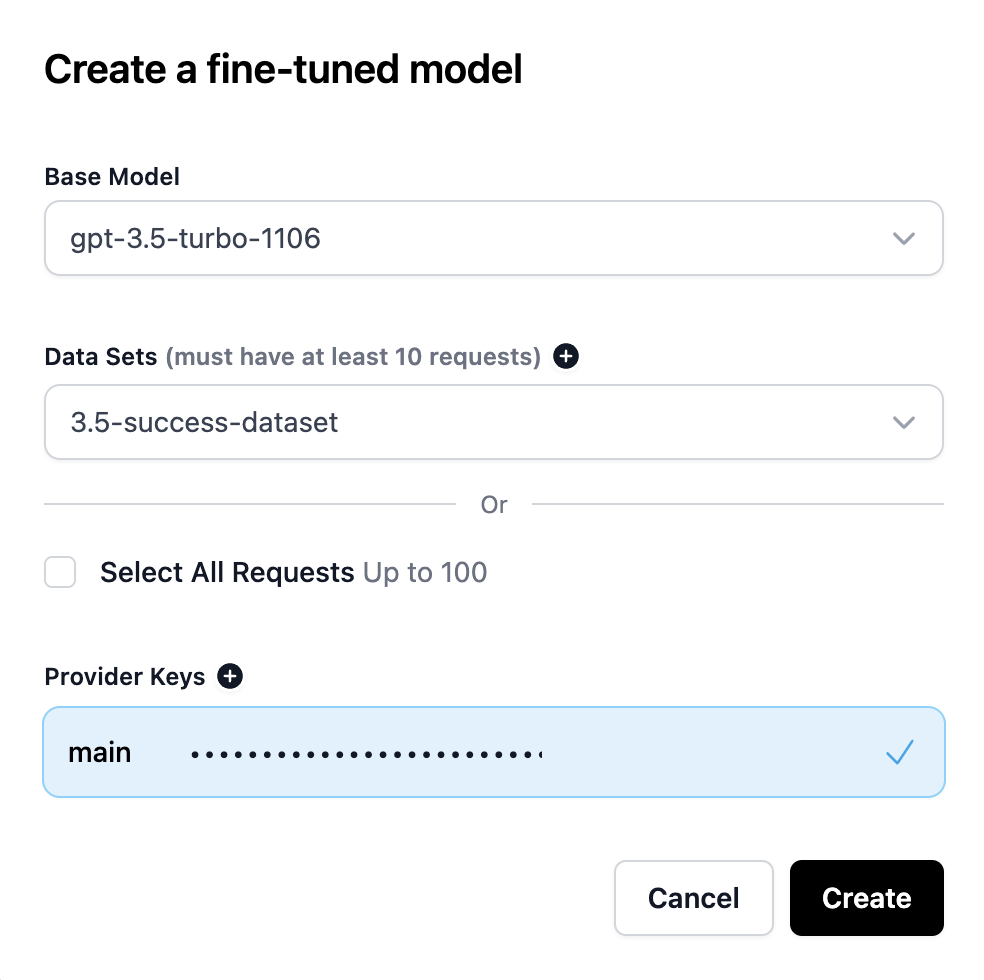 Create a fine-tuned model
Base Model
gpt-3.5-turbo-1106
Data Sets (must have at least 10 requests)
3.5-success-dataset
Or
Select All Requests Up to 100
Provider Keys
main
Cancel Create